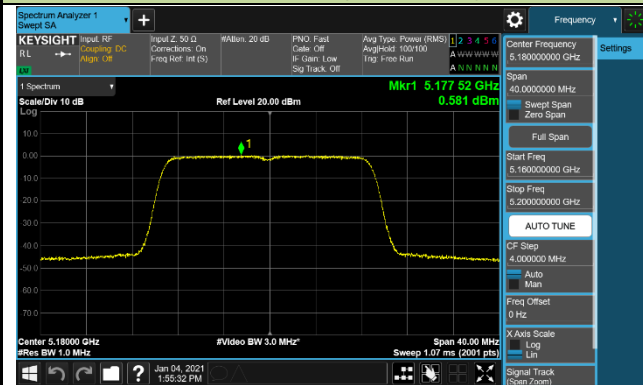 Spectrum Analyzer 1
Swept SA
+
Frequency
KEYSIGHT
RL
Input: RF
Coupling: DC
Align: Off
Input Z: 50 Ω
Corrections: On
Freq Ref: Int (S)
#Atten: 20 dB
PNO: Fast
Gate: Off
IF Gain: Low
Sig Track: Off
Avg Type: Power (RMS)
Avg|Hold: 100/100
Trig: Free Run
1 2 3 4 5 6
A W W W W W
A N N N N N
LW
1 Spectrum
Scale/Div 10 dB
Ref Level 20.00 dBm
Mkr1 5.177 52 GHz
0.581 dBm
Log
10.0
0.00
-10.0
-20.0
-30.0
-40.0
-50.0
-60.0
-70.0
1
Center 5.18000 GHz
#Res BW 1.0 MHz
#Video BW 3.0 MHz*
Span 40.00 MHz
Sweep 1.07 ms (2001 pts)
?
Jan 04, 2021
1:55:32 PM
Center Frequency
5.180000000 GHz
Span
40.0000000 MHz
Swept Span
Zero Span
Full Span
Start Freq
5.160000000 GHz
Stop Freq
5.200000000 GHz
AUTO TUNE
CF Step
4.000000 MHz
Auto
Man
Freq Offset
0 Hz
X Axis Scale
Log
Lin
Signal Track
(Span Zoom)
Settings